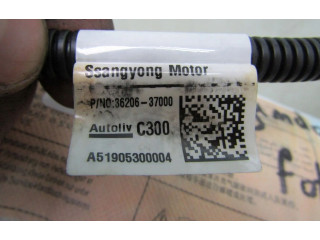 Ssangyong Motor
P/NO:36206-37000
Autoliv C300
A51905300004